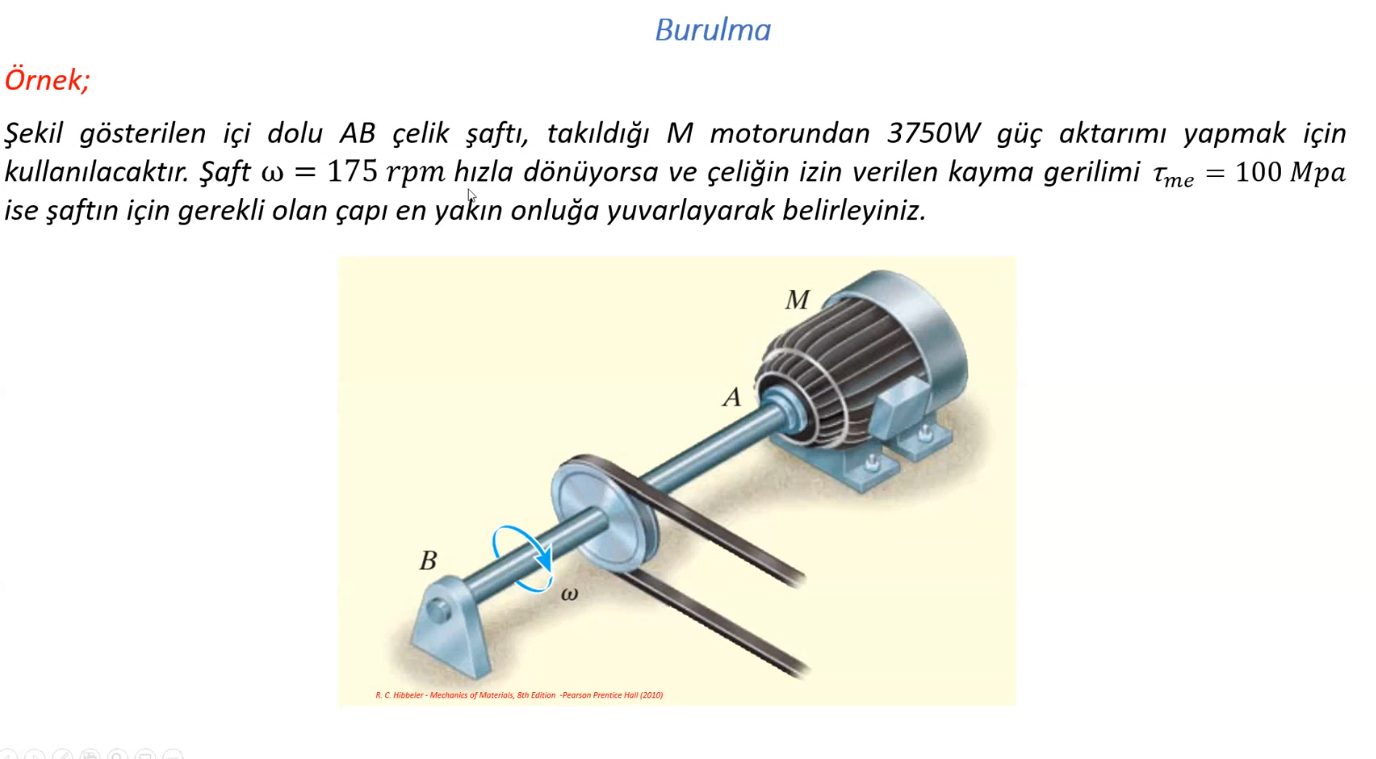 Burulma
Örnek;
Şekil gösterilen içi dolu AB çelik şaftı, takıldığı M motorundan 3750W güç aktarımı yapmak için
kullanılacaktır. Şaft ω = 175 rpm hızla dönüyorsa ve çeliğin izin verilen kayma gerilimi τ_me = 100 Mpa
ise şaftın için gerekli olan çapı en yakın onluğa yuvarlayarak belirleyiniz.
M
A
B
ω
R. C. Hibbeler - Mechanics of Materials, 8th Edition -Pearson Prentice Hall (2010)